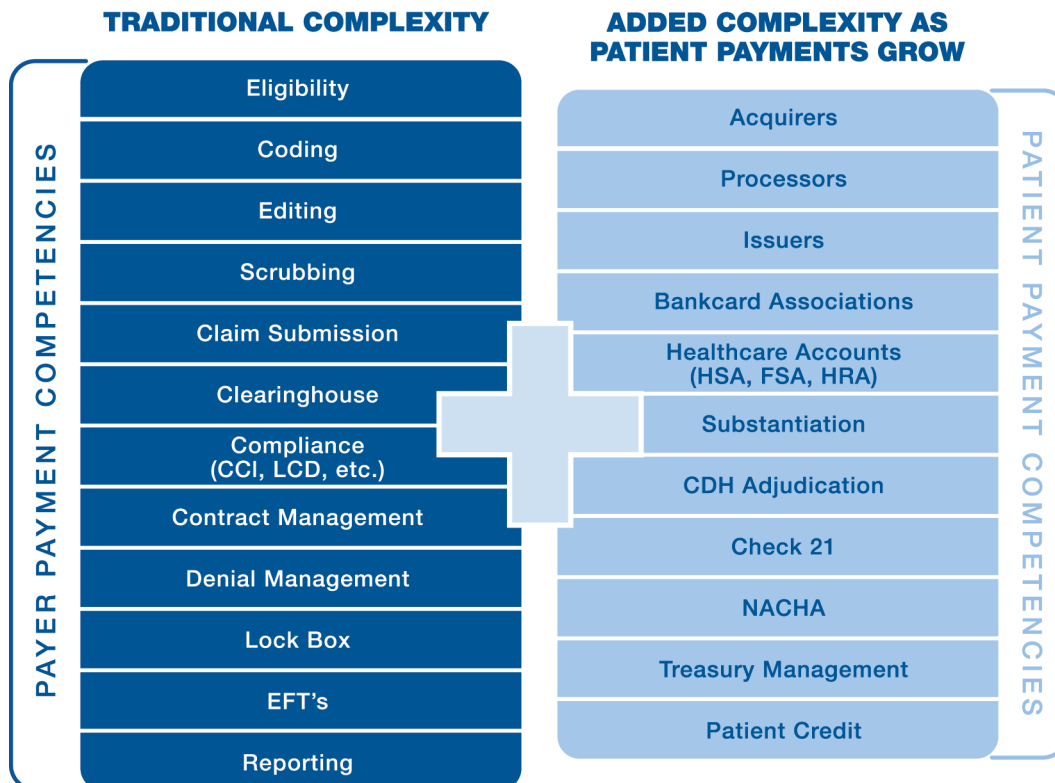 TRADITIONAL COMPLEXITY
PAYER PAYMENT COMPETENCIES
Eligibility
Coding
Editing
Scrubbing
Claim Submission
Clearinghouse
Compliance
(CCI, LCD, etc.)
Contract Management
Denial Management
Lock Box
EFT's
Reporting
ADDED COMPLEXITY AS
PATIENT PAYMENTS GROW
Acquirers
Processors
Issuers
Bankcard Associations
Healthcare Accounts
(HSA, FSA, HRA)
Substantiation
CDH Adjudication
Check 21
NACHA
Treasury Management
Patient Credit
PATIENT PAYMENT COMPETENCIES